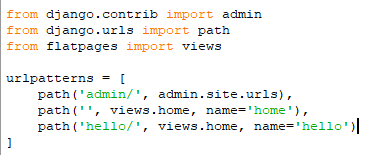 from django.contrib import admin
from django.urls import path
from flatpages import views

urlpatterns = [
    path('admin/', admin.site.urls),
    path('', views.home, name='home'),
    path('hello/', views.home, name='hello')
]